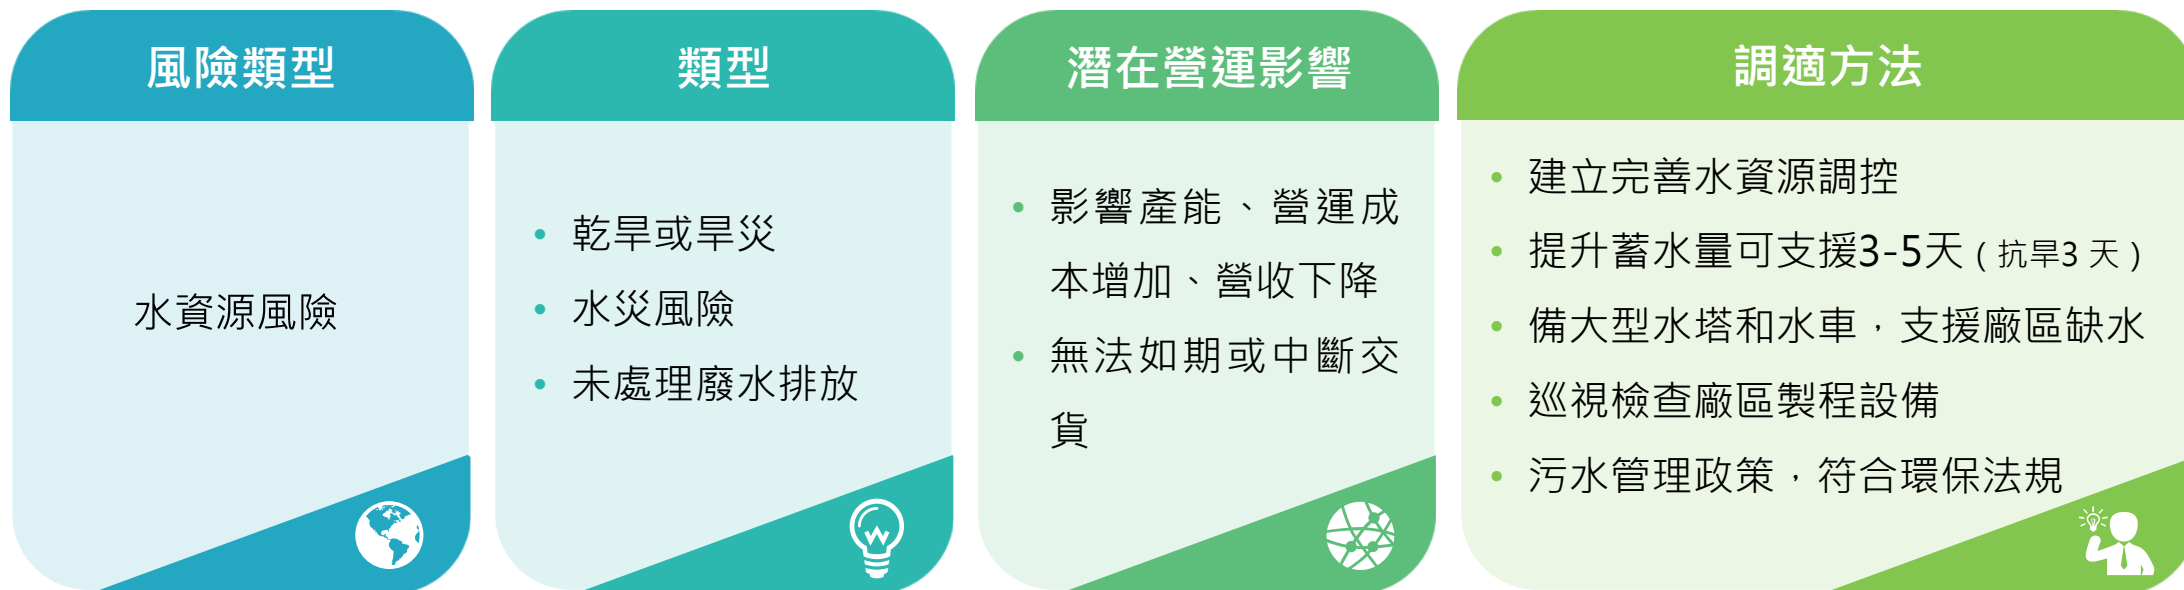 風險類型
水資源風險
類型
• 乾旱或旱災
• 水災風險
• 未處理廢水排放
潛在營運影響
• 影響產能、營運成
本增加、營收下降
• 無法如期或中斷交
貨
調適方法
• 建立完善水資源調控
• 提升蓄水量可支援3-5天(抗旱3 天)
• 備大型水塔和水車，支援廠區缺水
• 巡視檢查廠區製程設備
• 污水管理政策，符合環保法規